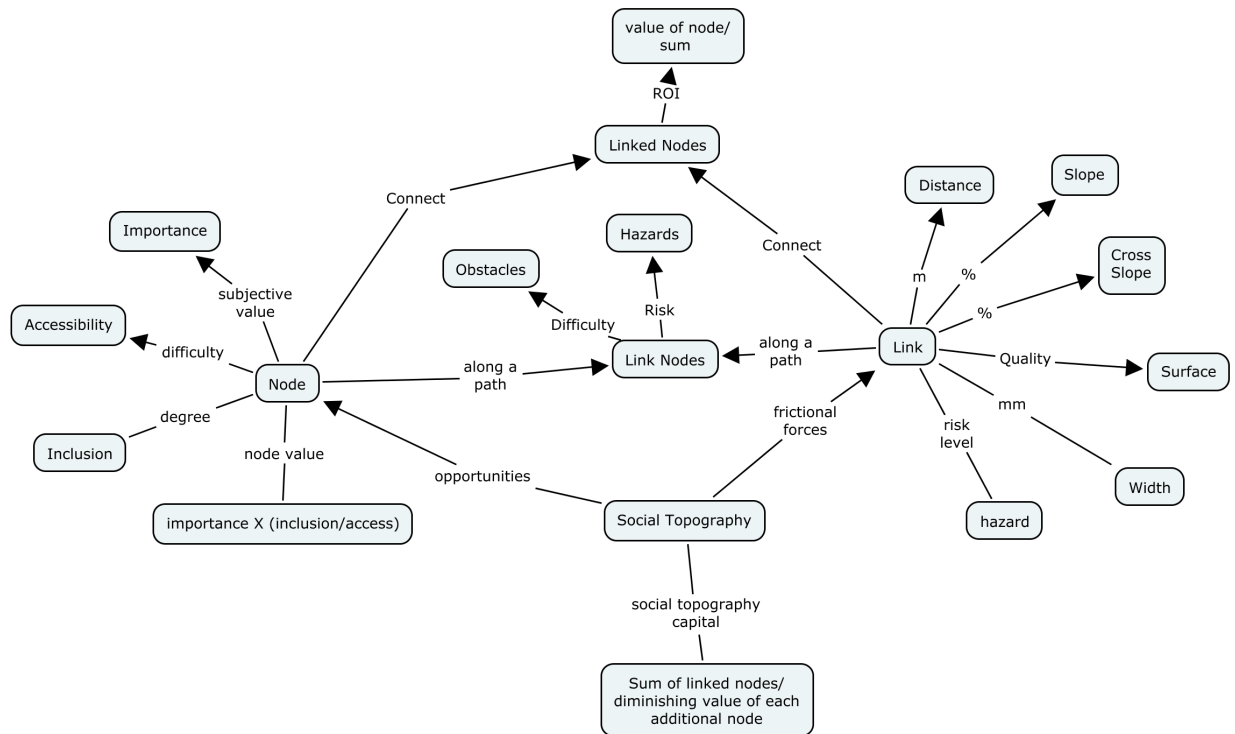 value of node/
sum
ROI
Linked Nodes
Connect
Distance
Slope
Importance
Hazards
Connect
Cross
Slope
Obstacles
m
%
subjective
value
Risk
%
Accessibility
Difficulty
difficulty
Link Nodes
along a
path
Link
Quality
Surface
Node
along a
path
degree
frictional
forces
mm
Inclusion
node value
risk
level
opportunities
Width
importance X (inclusion/access)
Social Topography
hazard
social topography
capital
Sum of linked nodes/
diminishing value of each
additional node